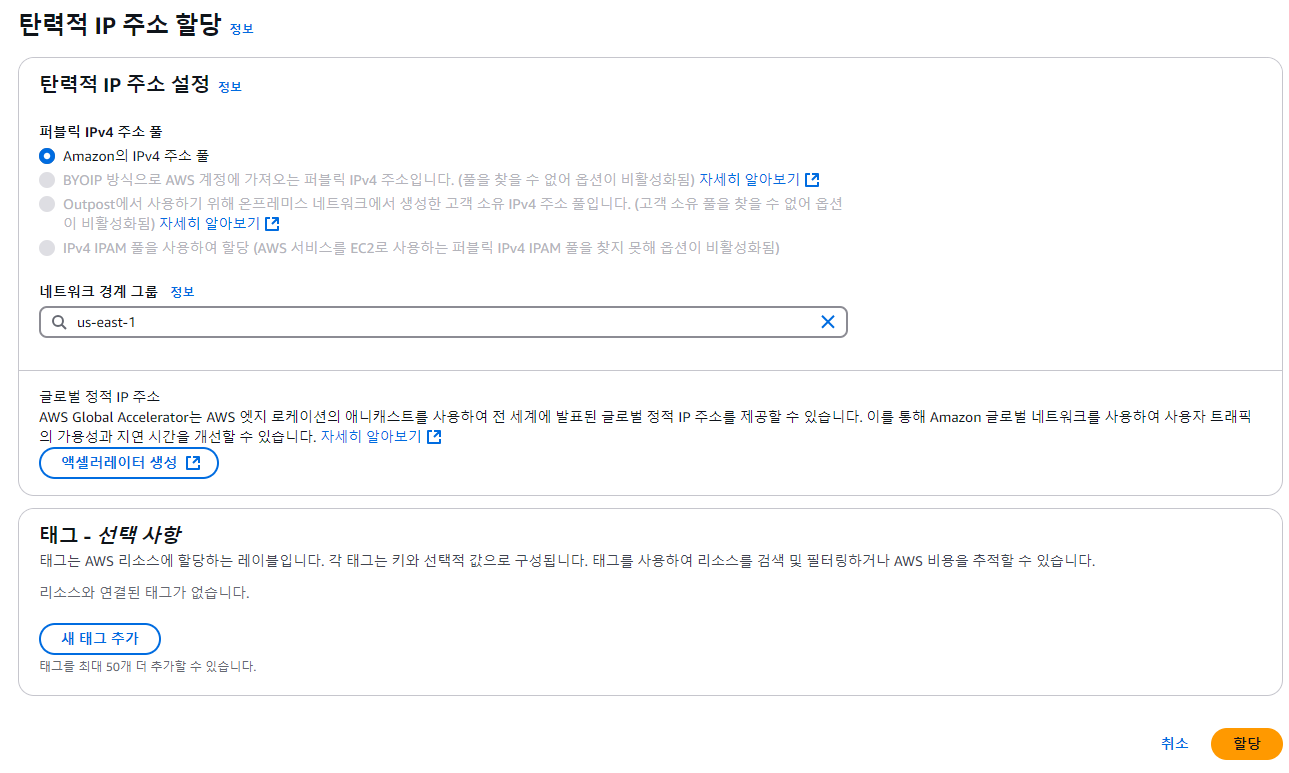 탄력적 IP 주소 할당 정보
탄력적 IP 주소 설정 정보
퍼블릭 IPv4 주소 풀
Amazon의 IPv4 주소 풀
BYOIP 방식으로 AWS 계정에 가져오는 퍼블릭 IPv4 주소입니다. (풀을 찾을 수 없어 옵션이 비활성화됨) 자세히 알아보기
Outpost에서 사용하기 위해 온프레미스 네트워크에서 생성한 고객 소유 IPv4 주소 풀입니다. (고객 소유 풀을 찾을 수 없어 옵션
이 비활성화됨) 자세히 알아보기
IPv4 IPAM 풀을 사용하여 할당 (AWS 서비스를 EC2로 사용하는 퍼블릭 IPv4 IPAM 풀을 찾지 못해 옵션이 비활성화됨)
네트워크 경계 그룹 정보
us-east-1
글로벌 정적 IP 주소
AWS Global Accelerator는 AWS 엣지 로케이션의 애니캐스트를 사용하여 전 세계에 발표된 글로벌 정적 IP 주소를 제공할 수 있습니다. 이를 통해 Amazon 글로벌 네트워크를 사용하여 사용자 트래픽
의 가용성과 지연 시간을 개선할 수 있습니다. 자세히 알아보기
액셀러레이터 생성
태그 - 선택 사항
태그는 AWS 리소스에 할당하는 레이블입니다. 각 태그는 키와 선택적 값으로 구성됩니다. 태그를 사용하여 리소스를 검색 및 필터링하거나 AWS 비용을 추적할 수 있습니다.
리소스와 연결된 태그가 없습니다.
새 태그 추가
태그를 최대 50개 더 추가할 수 있습니다.
취소 할당